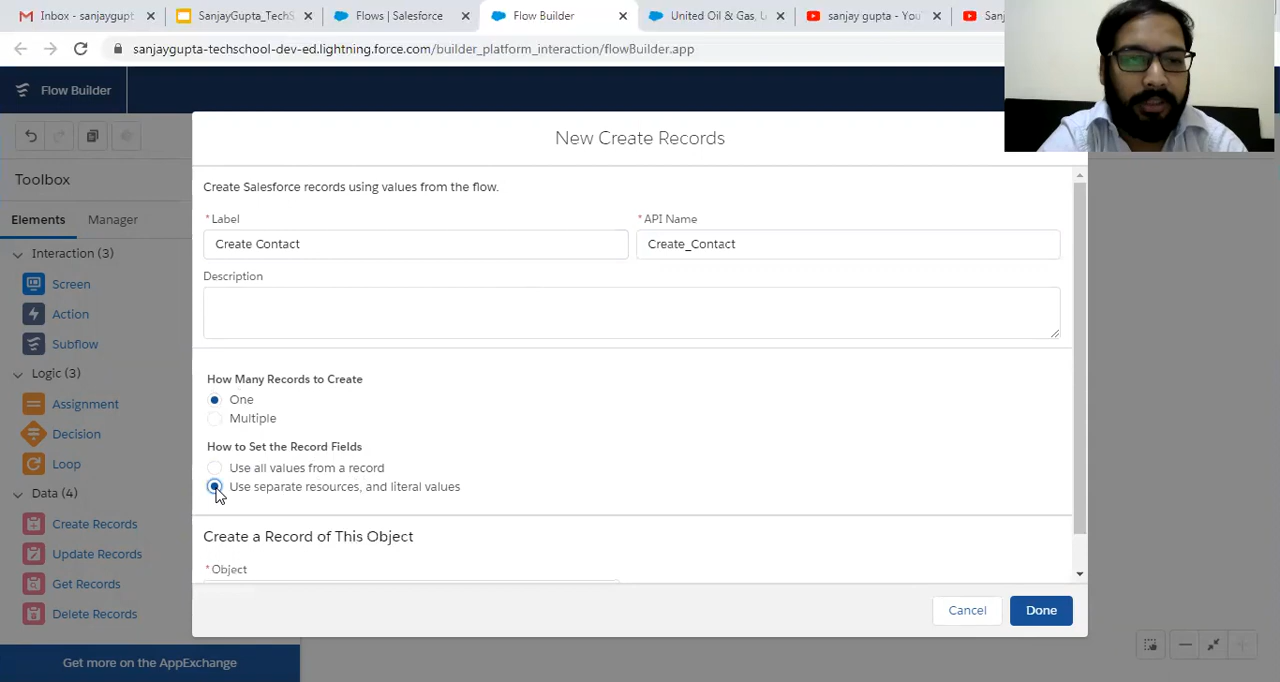 Inbox - sanjaygupt
SanjayGupta_TechS
Flows | Salesforce
Flow Builder
United Oil & Gas, U
sanjay gupta - You
San
sanjaygupta-techschool-dev-ed.lightning.force.com/builder_platform_interaction/flowBuilder.app
Flow Builder
New Create Records
Toolbox
Elements
Manager
Interaction (3)
Screen
Action
Subflow
Logic (3)
Assignment
Decision
Loop
Data (4)
Create Records
Update Records
Get Records
Delete Records
Get more on the AppExchange
Create Salesforce records using values from the flow.
*Label
*API Name
Create Contact
Create_Contact
Description
How Many Records to Create
One
Multiple
How to Set the Record Fields
Use all values from a record
Use separate resources, and literal values
Create a Record of This Object
*Object
Cancel
Done